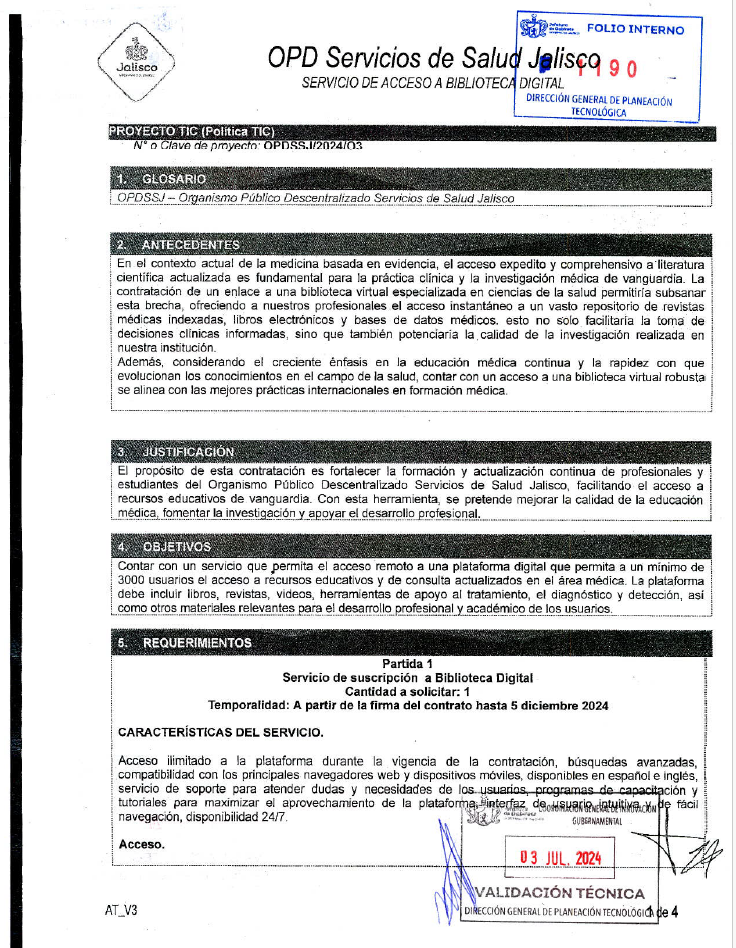 Jalisco
OPD Servicios de Salud Jalisco
SERVICIO DE ACCESO A BIBLIOTECA DIGITAL
FOLIO INTERNO
1190
DIRECCIÓN GENERAL DE PLANEACIÓN
TECNOLÓGICA
PROYECTO TIC (Política TIC)
N° o Clave de proyecto: OPDSSJ/2024/O3
1. GLOSARIO
OPDSSJ – Organismo Público Descentralizado Servicios de Salud Jalisco
2. ANTECEDENTES
En el contexto actual de la medicina basada en evidencia, el acceso expedito y comprehensivo a literatura
científica actualizada es fundamental para la práctica clínica y la investigación médica de vanguardia. La
contratación de un enlace a una biblioteca virtual especializada en ciencias de la salud permitiría subsanar
esta brecha, ofreciendo a nuestros profesionales el acceso instantáneo a un vasto repositorio de revistas
médicas indexadas, libros electrónicos y bases de datos médicos. esto no solo facilitaría la toma de
decisiones clínicas informadas, sino que también potenciaría la calidad de la investigación realizada en
nuestra institución.
Además, considerando el creciente énfasis en la educación médica continua y la rapidez con que
evolucionan los conocimientos en el campo de la salud, contar con un acceso a una biblioteca virtual robusta
se alinea con las mejores prácticas internacionales en formación médica.
3. JUSTIFICACIÓN
El propósito de esta contratación es fortalecer la formación y actualización continua de profesionales y
estudiantes del Organismo Público Descentralizado Servicios de Salud Jalisco, facilitando el acceso a
recursos educativos de vanguardia. Con esta herramienta, se pretende mejorar la calidad de la educación
médica, fomentar la investigación y apoyar el desarrollo profesional.
4. OBJETIVOS
Contar con un servicio que permita el acceso remoto a una plataforma digital que permita a un mínimo de
3000 usuarios el acceso a recursos educativos y de consulta actualizados en el área médica. La plataforma
debe incluir libros, revistas, videos, herramientas de apoyo al tratamiento, el diagnóstico y detección, así
como otros materiales relevantes para el desarrollo profesional y académico de los usuarios.
5. REQUERIMIENTOS
Partida 1
Servicio de suscripción a Biblioteca Digital
Cantidad a solicitar: 1
Temporalidad: A partir de la firma del contrato hasta 5 diciembre 2024
CARACTERÍSTICAS DEL SERVICIO.
Acceso ilimitado a la plataforma durante la vigencia de la contratación, búsquedas avanzadas,
compatibilidad con los principales navegadores web y dispositivos móviles, disponibles en español e inglés,
servicio de soporte para atender dudas y necesidades de los usuarios, programas de capacitación y
tutoriales para maximizar el aprovechamiento de la plataforma, interfaz de usuario intuitiva y de fácil
navegación, disponibilidad 24/7.
GUBERNAMENTAL
Acceso.
03 JUL. 2024
VALIDACIÓN TÉCNICA
DIRECCIÓN GENERAL DE PLANEACIÓN TECNOLÓGICA
AT_V3
1 de 4